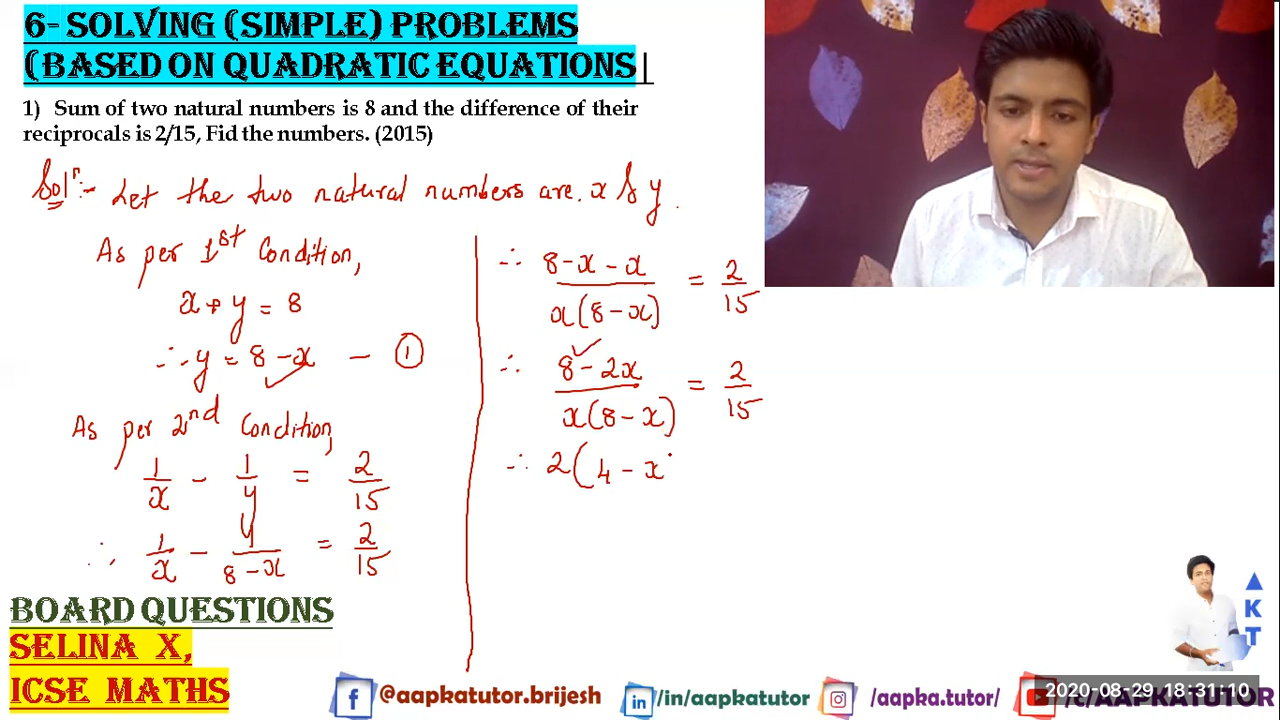 6- SOLVING (SIMPLE) PROBLEMS
(BASED ON QUADRATIC EQUATIONS
1) Sum of two natural numbers is 8 and the difference of their
reciprocals is 2/15, Fid the numbers. (2015)
Solⁿ:- Let the two natural numbers are. x & y.
As per 1st Condition,
x + y = 8
∴ y = 8 - x - ①
As per 2nd Condition,
1/x - 1/y = 2/15
∴ 1/x - 1/8-x = 2/15
∴ 8-x-x / x(8-x) = 2/15
∴ 8-2x / x(8-x) = 2/15
∴ 2(4-x
BOARD QUESTIONS
SELINA X,
ICSE MATHS
AKT
@aapkatutor.brijesh
/in/aapkatutor
/aapka.tutor/
/c/AAPKATUTOR
2020-08-29 18:31:10